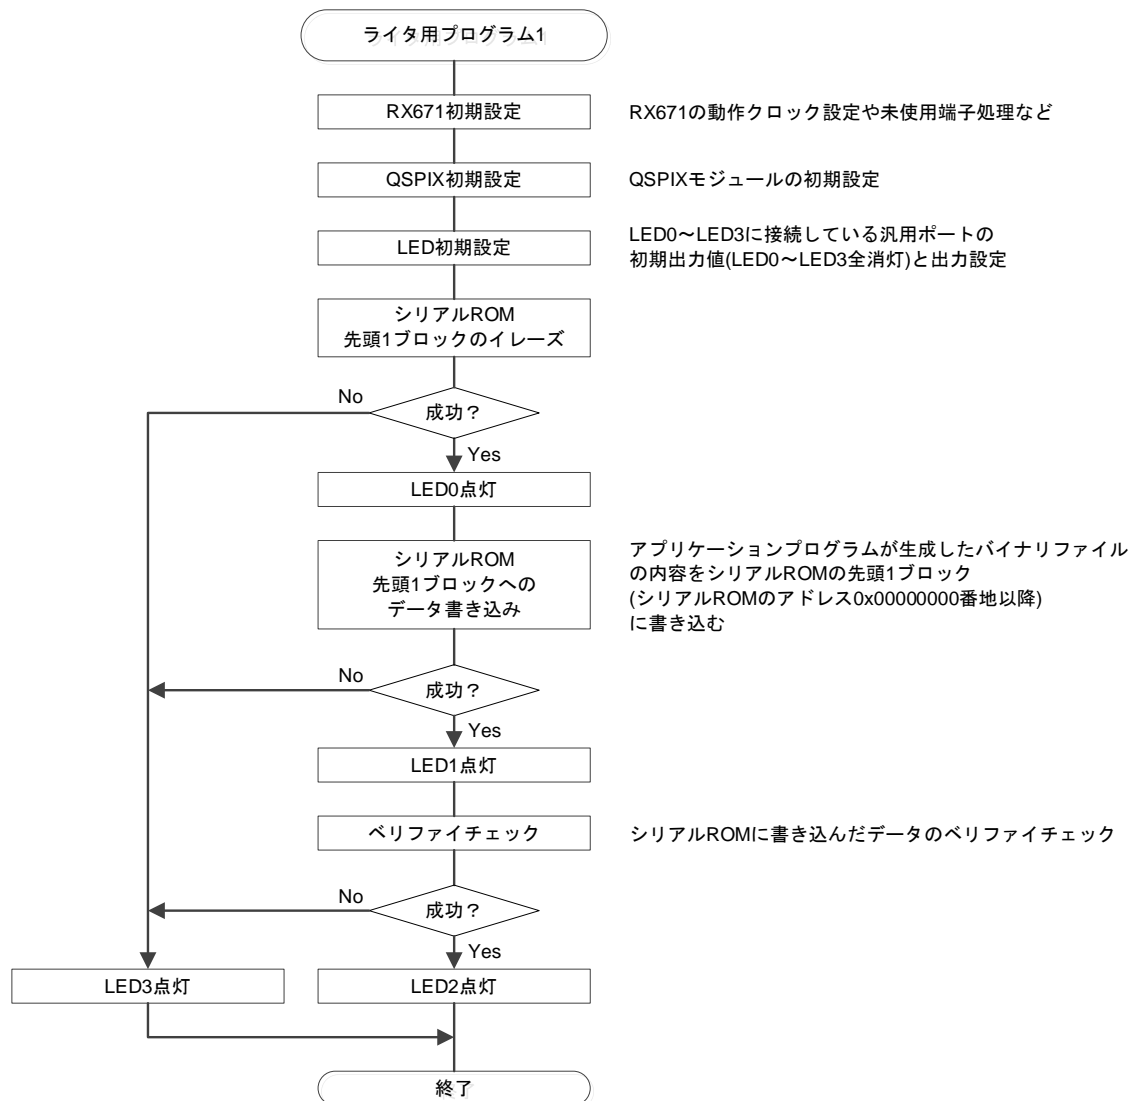 ライタ用プログラム1
RX671初期設定
RX671の動作クロック設定や未使用端子処理など
QSPIX初期設定
QSPIXモジュールの初期設定
LED初期設定
LED0～LED3に接続している汎用ポートの
初期出力値(LED0～LED3全消灯)と出力設定
シリアルROM
先頭1ブロックのイレーズ
No
成功？
Yes
LED0点灯
シリアルROM
先頭1ブロックへの
データ書き込み
アプリケーションプログラムが生成したバイナリファイル
の内容をシリアルROMの先頭1ブロック
(シリアルROMのアドレス0x00000000番地以降)
に書き込む
No
成功？
Yes
LED1点灯
ベリファイチェック
シリアルROMに書き込んだデータのベリファイチェック
No
成功？
Yes
LED3点灯
LED2点灯
終了